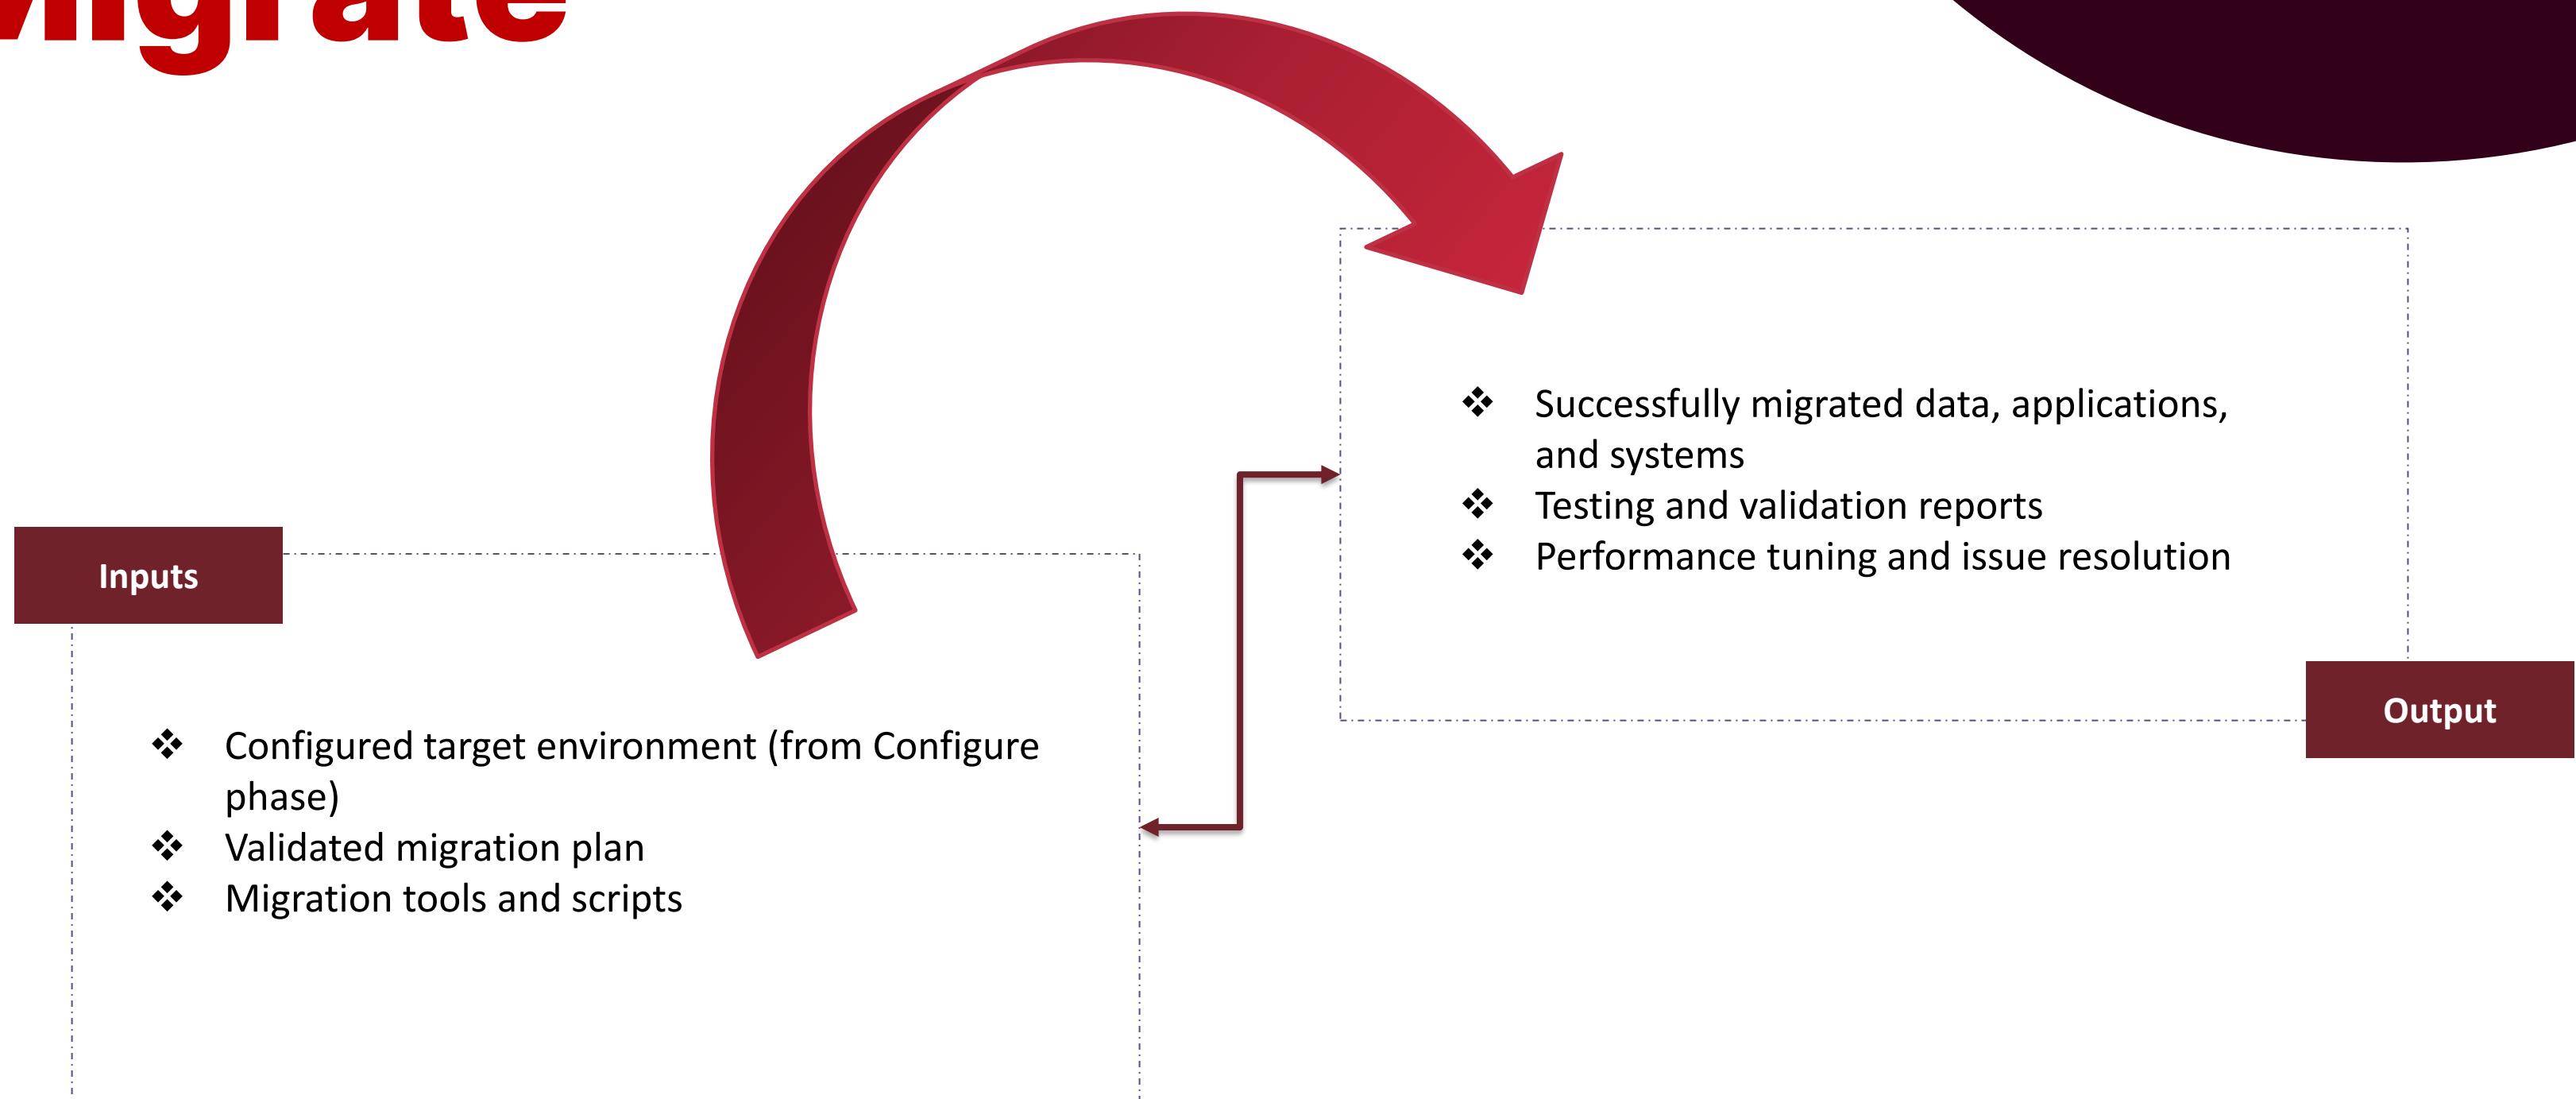 Migrate
Inputs
❖ Configured target environment (from Configure
phase)
❖ Validated migration plan
❖ Migration tools and scripts
❖ Successfully migrated data, applications,
and systems
❖ Testing and validation reports
❖ Performance tuning and issue resolution
Output